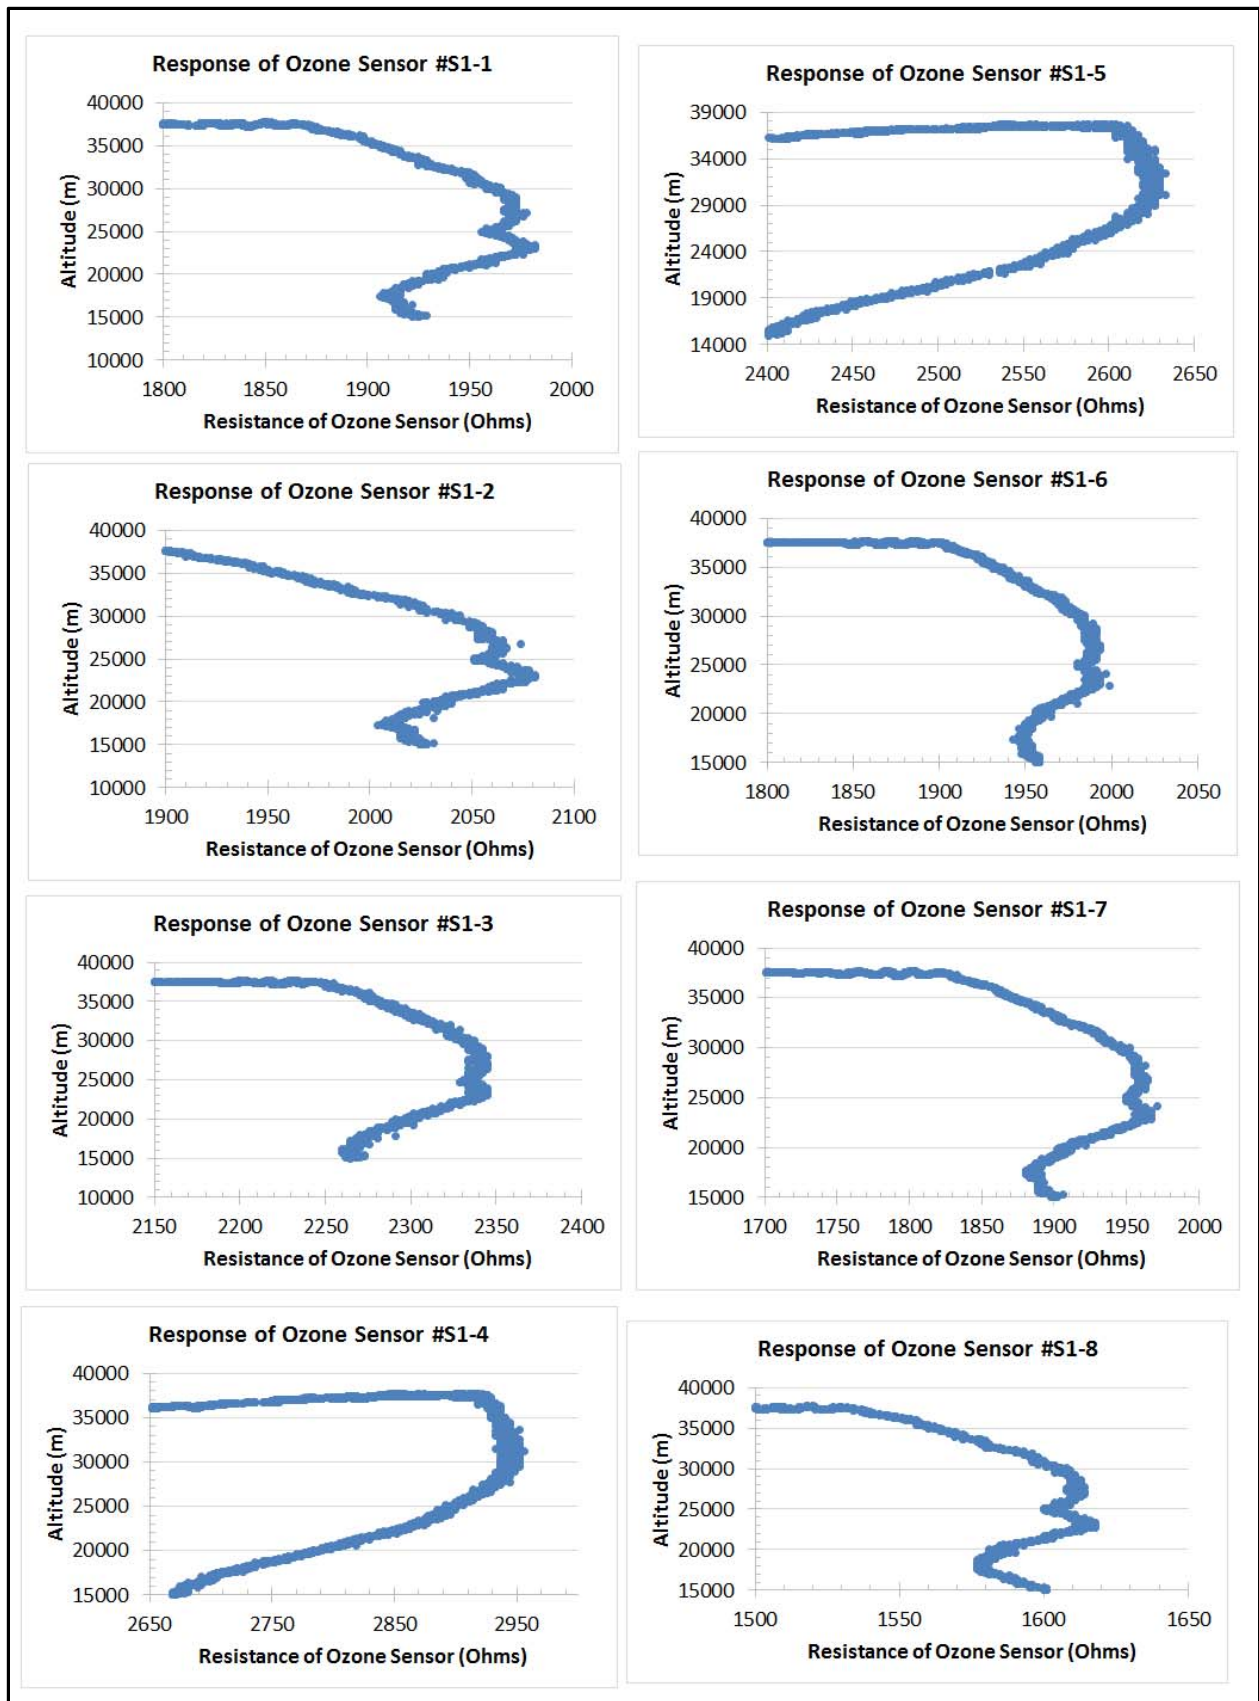 Response of Ozone Sensor #S1-1
Altitude (m)
40000
35000
30000
25000
20000
15000
10000
1800 1850 1900 1950 2000
Resistance of Ozone Sensor (Ohms)
Response of Ozone Sensor #S1-5
Altitude (m)
39000
34000
29000
24000
19000
14000
2400 2450 2500 2550 2600 2650
Resistance of Ozone Sensor (Ohms)
Response of Ozone Sensor #S1-2
Altitude (m)
40000
35000
30000
25000
20000
15000
10000
1900 1950 2000 2050 2100
Resistance of Ozone Sensor (Ohms)
Response of Ozone Sensor #S1-6
Altitude (m)
40000
35000
30000
25000
20000
15000
1800 1850 1900 1950 2000 2050
Resistance of Ozone Sensor (Ohms)
Response of Ozone Sensor #S1-3
Altitude (m)
40000
35000
30000
25000
20000
15000
10000
2150 2200 2250 2300 2350 2400
Resistance of Ozone Sensor (Ohms)
Response of Ozone Sensor #S1-7
Altitude (m)
40000
35000
30000
25000
20000
15000
1700 1750 1800 1850 1900 1950 2000
Resistance of Ozone Sensor (Ohms)
Response of Ozone Sensor #S1-4
Altitude (m)
40000
35000
30000
25000
20000
15000
2650 2750 2850 2950
Resistance of Ozone Sensor (Ohms)
Response of Ozone Sensor #S1-8
Altitude (m)
40000
35000
30000
25000
20000
15000
1500 1550 1600 1650
Resistance of Ozone Sensor (Ohms)